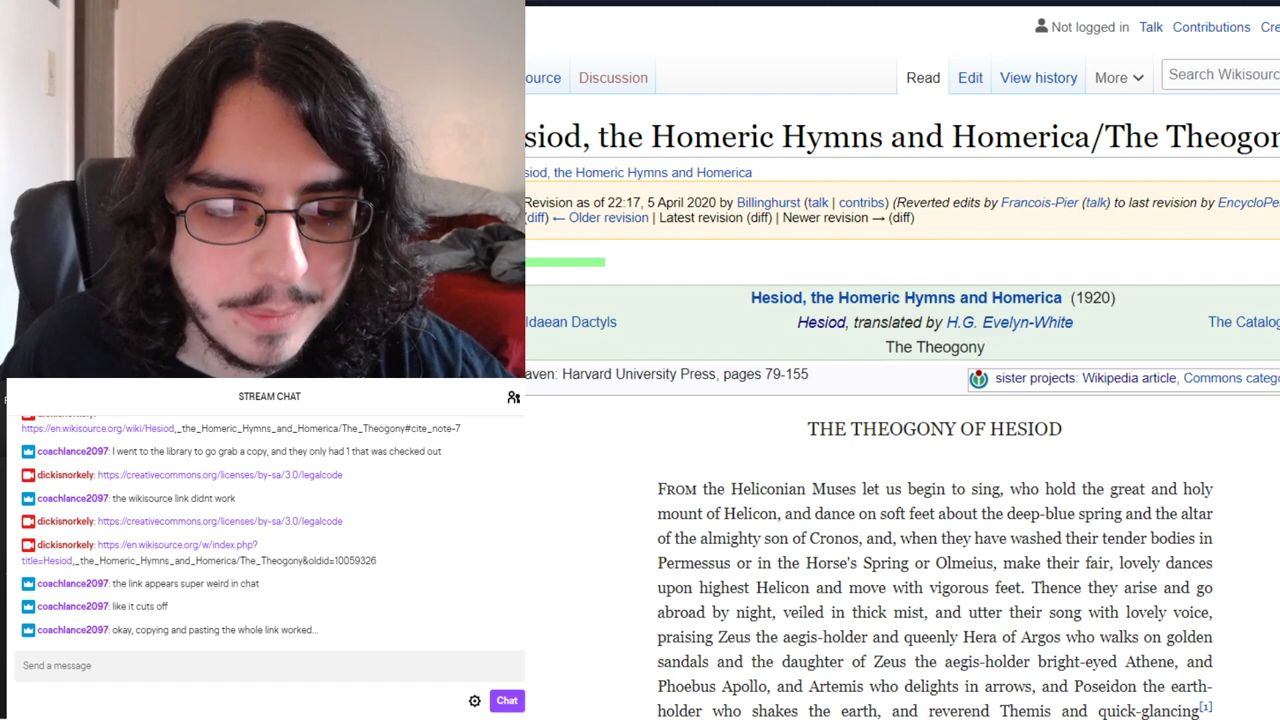 Not logged in Talk Contributions Cre
ource Discussion Read Edit View history More Search Wikisourc
siod, the Homeric Hymns and Homerica/The Theogon
siod, the Homeric Hymns and Homerica
Revision as of 22:17, 5 April 2020 by Billinghurst (talk | contribs) (Reverted edits by Francois-Pier (talk) to last revision by EncycloPe
(diff) ← Older revision | Latest revision (diff) | Newer revision → (diff)
Hesiod, the Homeric Hymns and Homerica (1920)
Idaean Dactyls Hesiod, translated by H.G. Evelyn-White The Catalog
The Theogony
aven: Harvard University Press, pages 79-155
sister projects: Wikipedia article, Commons catego
THE THEOGONY OF HESIOD
FROM the Heliconian Muses let us begin to sing, who hold the great and holy
mount of Helicon, and dance on soft feet about the deep-blue spring and the altar
of the almighty son of Cronos, and, when they have washed their tender bodies in
Permessus or in the Horse's Spring or Olmeius, make their fair, lovely dances
upon highest Helicon and move with vigorous feet. Thence they arise and go
abroad by night, veiled in thick mist, and utter their song with lovely voice,
praising Zeus the aegis-holder and queenly Hera of Argos who walks on golden
sandals and the daughter of Zeus the aegis-holder bright-eyed Athene, and
Phoebus Apollo, and Artemis who delights in arrows, and Poseidon the earth-
holder who shakes the earth, and reverend Themis and quick-glancing[1]
STREAM CHAT
dickisnorkely:
https://en.wikisource.org/wiki/Hesiod,_the_Homeric_Hymns_and_Homerica/The_Theogony#cite_note-7
coachlance2097: I went to the library to go grab a copy, and they only had 1 that was checked out
dickisnorkely: https://creativecommons.org/licenses/by-sa/3.0/legalcode
coachlance2097: the wikisource link didnt work
dickisnorkely: https://creativecommons.org/licenses/by-sa/3.0/legalcode
dickisnorkely: https://en.wikisource.org/w/index.php?
title=Hesiod,_the_Homeric_Hymns_and_Homerica/The_Theogony&oldid=10059326
coachlance2097: the link appears super weird in chat
coachlance2097: like it cuts off
coachlance2097: okay, copying and pasting the whole link worked...
Send a message
Chat